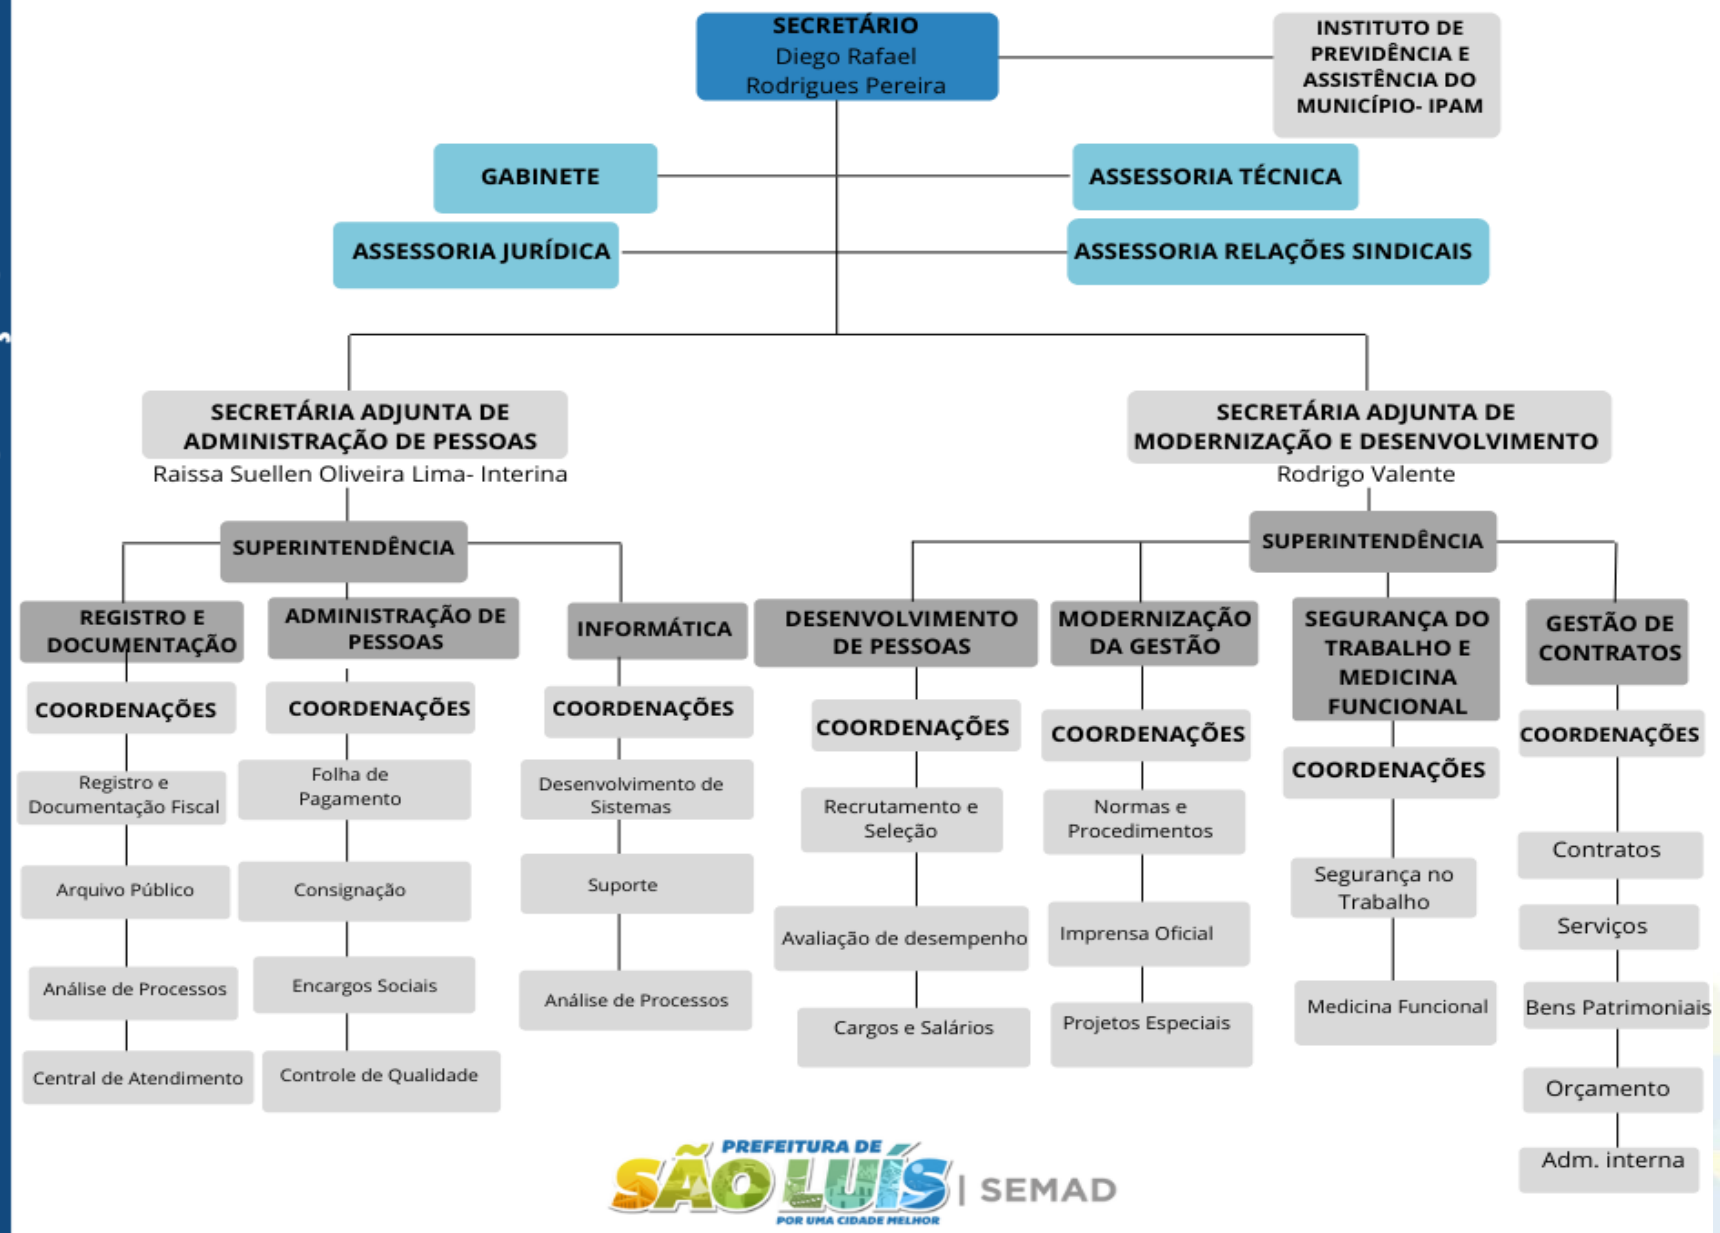 SECRETÁRIO
Diego Rafael
Rodrigues Pereira
INSTITUTO DE
PREVIDÊNCIA E
ASSISTÊNCIA DO
MUNICÍPIO- IPAM
GABINETE
ASSESSORIA TÉCNICA
ASSESSORIA JURÍDICA
ASSESSORIA RELAÇÕES SINDICAIS
SECRETÁRIA ADJUNTA DE
ADMINISTRAÇÃO DE PESSOAS
Raissa Suellen Oliveira Lima- Interina
SECRETÁRIA ADJUNTA DE
MODERNIZAÇÃO E DESENVOLVIMENTO
Rodrigo Valente
SUPERINTENDÊNCIA
REGISTRO E
DOCUMENTAÇÃO
COORDENAÇÕES
Registro e
Documentação Fiscal
Arquivo Público
Análise de Processos
Central de Atendimento
ADMINISTRAÇÃO DE
PESSOAS
COORDENAÇÕES
Folha de
Pagamento
Consignação
Encargos Sociais
Controle de Qualidade
INFORMÁTICA
COORDENAÇÕES
Desenvolvimento de
Sistemas
Suporte
Análise de Processos
SUPERINTENDÊNCIA
DESENVOLVIMENTO
DE PESSOAS
COORDENAÇÕES
Recrutamento e
Seleção
Avaliação de desempenho
Cargos e Salários
MODERNIZAÇÃO
DA GESTÃO
COORDENAÇÕES
Normas e
Procedimentos
Imprensa Oficial
Projetos Especiais
SEGURANÇA DO
TRABALHO E
MEDICINA
FUNCIONAL
COORDENAÇÕES
Segurança no
Trabalho
Medicina Funcional
GESTÃO DE
CONTRATOS
COORDENAÇÕES
Contratos
Serviços
Bens Patrimoniais
Orçamento
Adm. interna
PREFEITURA DE
SÃO LUÍS
POR UMA CIDADE MELHOR
SEMAD